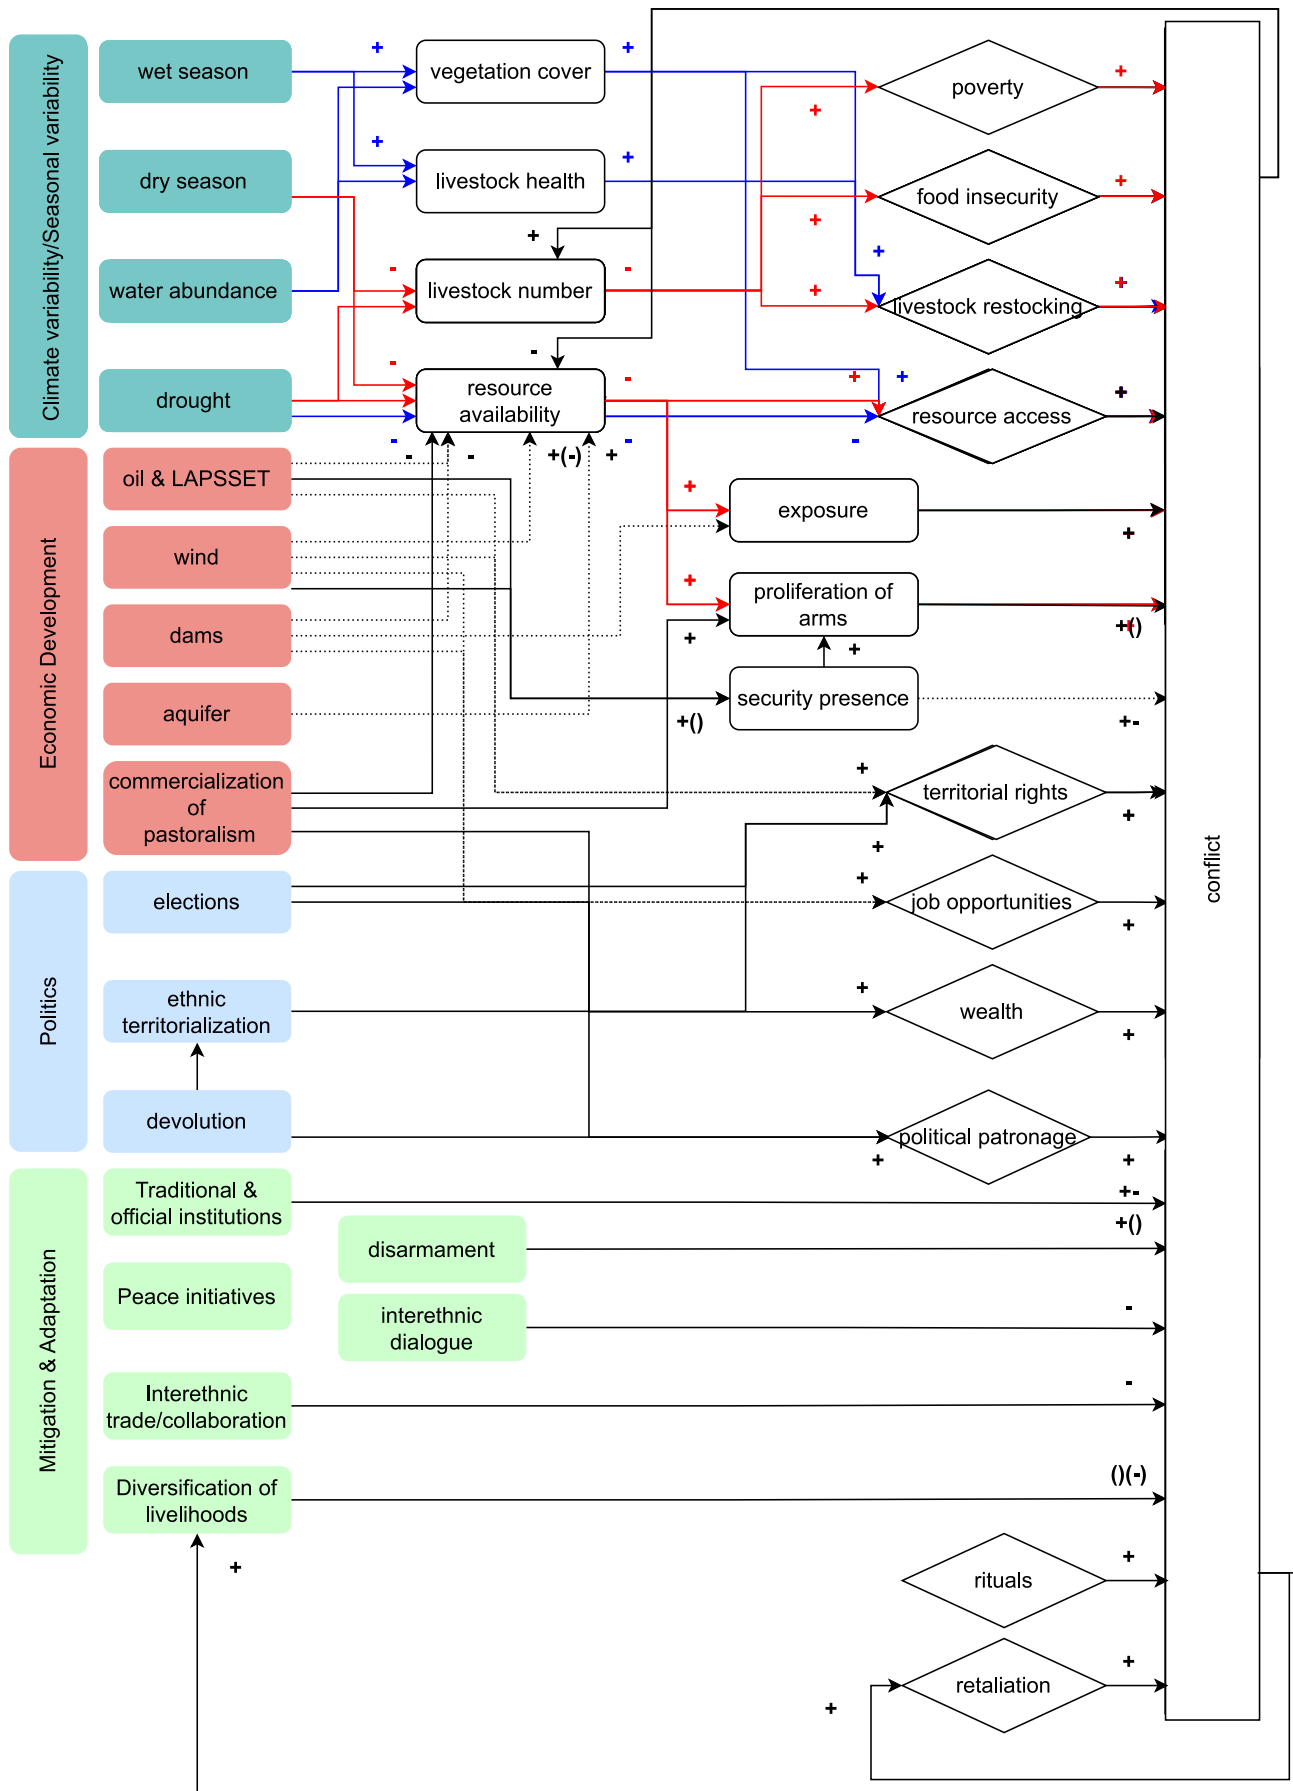 Climate variability/Seasonal variability
wet season
dry season
water abundance
drought
vegetation cover
livestock health
livestock number
resource
availability
poverty
food insecurity
livestock restocking
resource access
+
+
+
+
+
-
-
-
-
-
-
+
-
-
-
+
+
+
+
+
+
-
+
+
+
+
Economic Development
oil & LAPSSET
wind
dams
aquifer
commercialization
of
pastoralism
-
-
+(-)
+
+
+
+
+
+()
exposure
proliferation of
arms
security presence
+
+()
+
+-
territorial rights
job opportunities
+
+
+
+
+
conflict
Politics
elections
ethnic
territorialization
devolution
wealth
political patronage
+
+
+
+
Mitigation & Adaptation
Traditional &
official institutions
Peace initiatives
Interethnic
trade/collaboration
Diversification of
livelihoods
disarmament
interethnic
dialogue
+-
+()
-
-
()(-)
+
rituals
+
retaliation
+
+